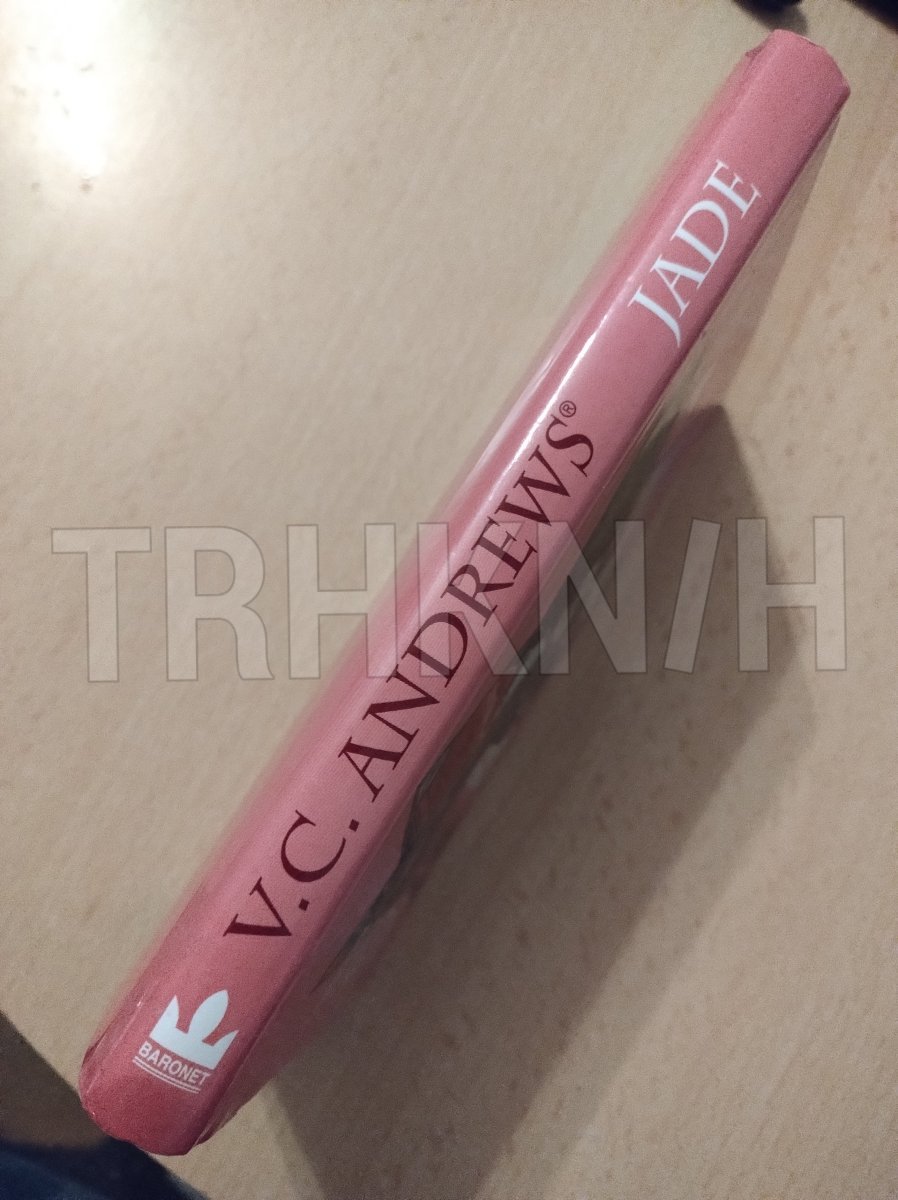 JADE
V.C. ANDREWS®
BARONET
TRHKN/H